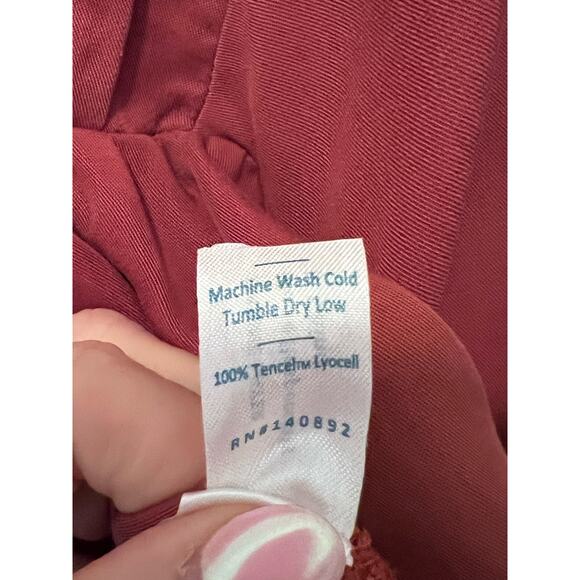 Machine Wash Cold
Tumble Dry Low
100% Tencel™ Lyocell
RN#140892